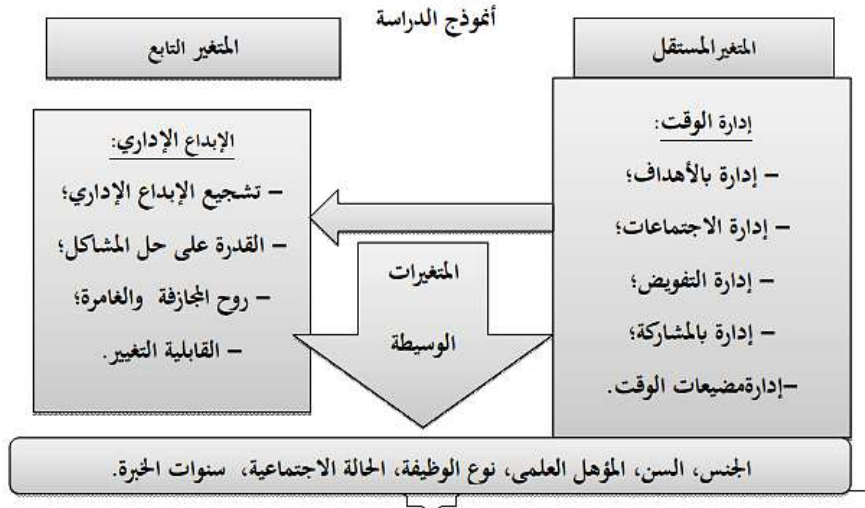 أنموذج الدراسة
المتغير المستقل
المتغير التابع
إدارة الوقت:
– إدارة بالأهداف؛
– إدارة الاجتماعات؛
– إدارة التفويض؛
– إدارة بالمشاركة؛
–إدارةمضيعات الوقت.
الإبداع الإداري:
– تشجيع الإبداع الإداري؛
– القدرة على حل المشاكل؛
– روح المجازفة والغامرة؛
– القابلية التغيير.
المتغيرات
الوسيطة
الجنس، السن، المؤهل العلمى، نوع الوظيفة، الحالة الاجتماعية، سنوات الخبرة.